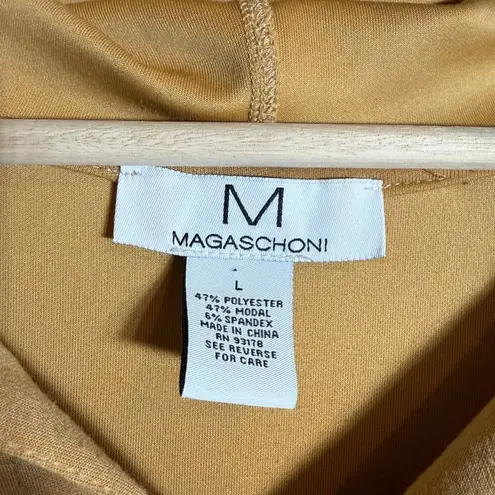 M
MAGASCHONI
L
47% POLYESTER
47% MODAL
6% SPANDEX
MADE IN CHINA
RN 93178
SEE REVERSE
FOR CARE